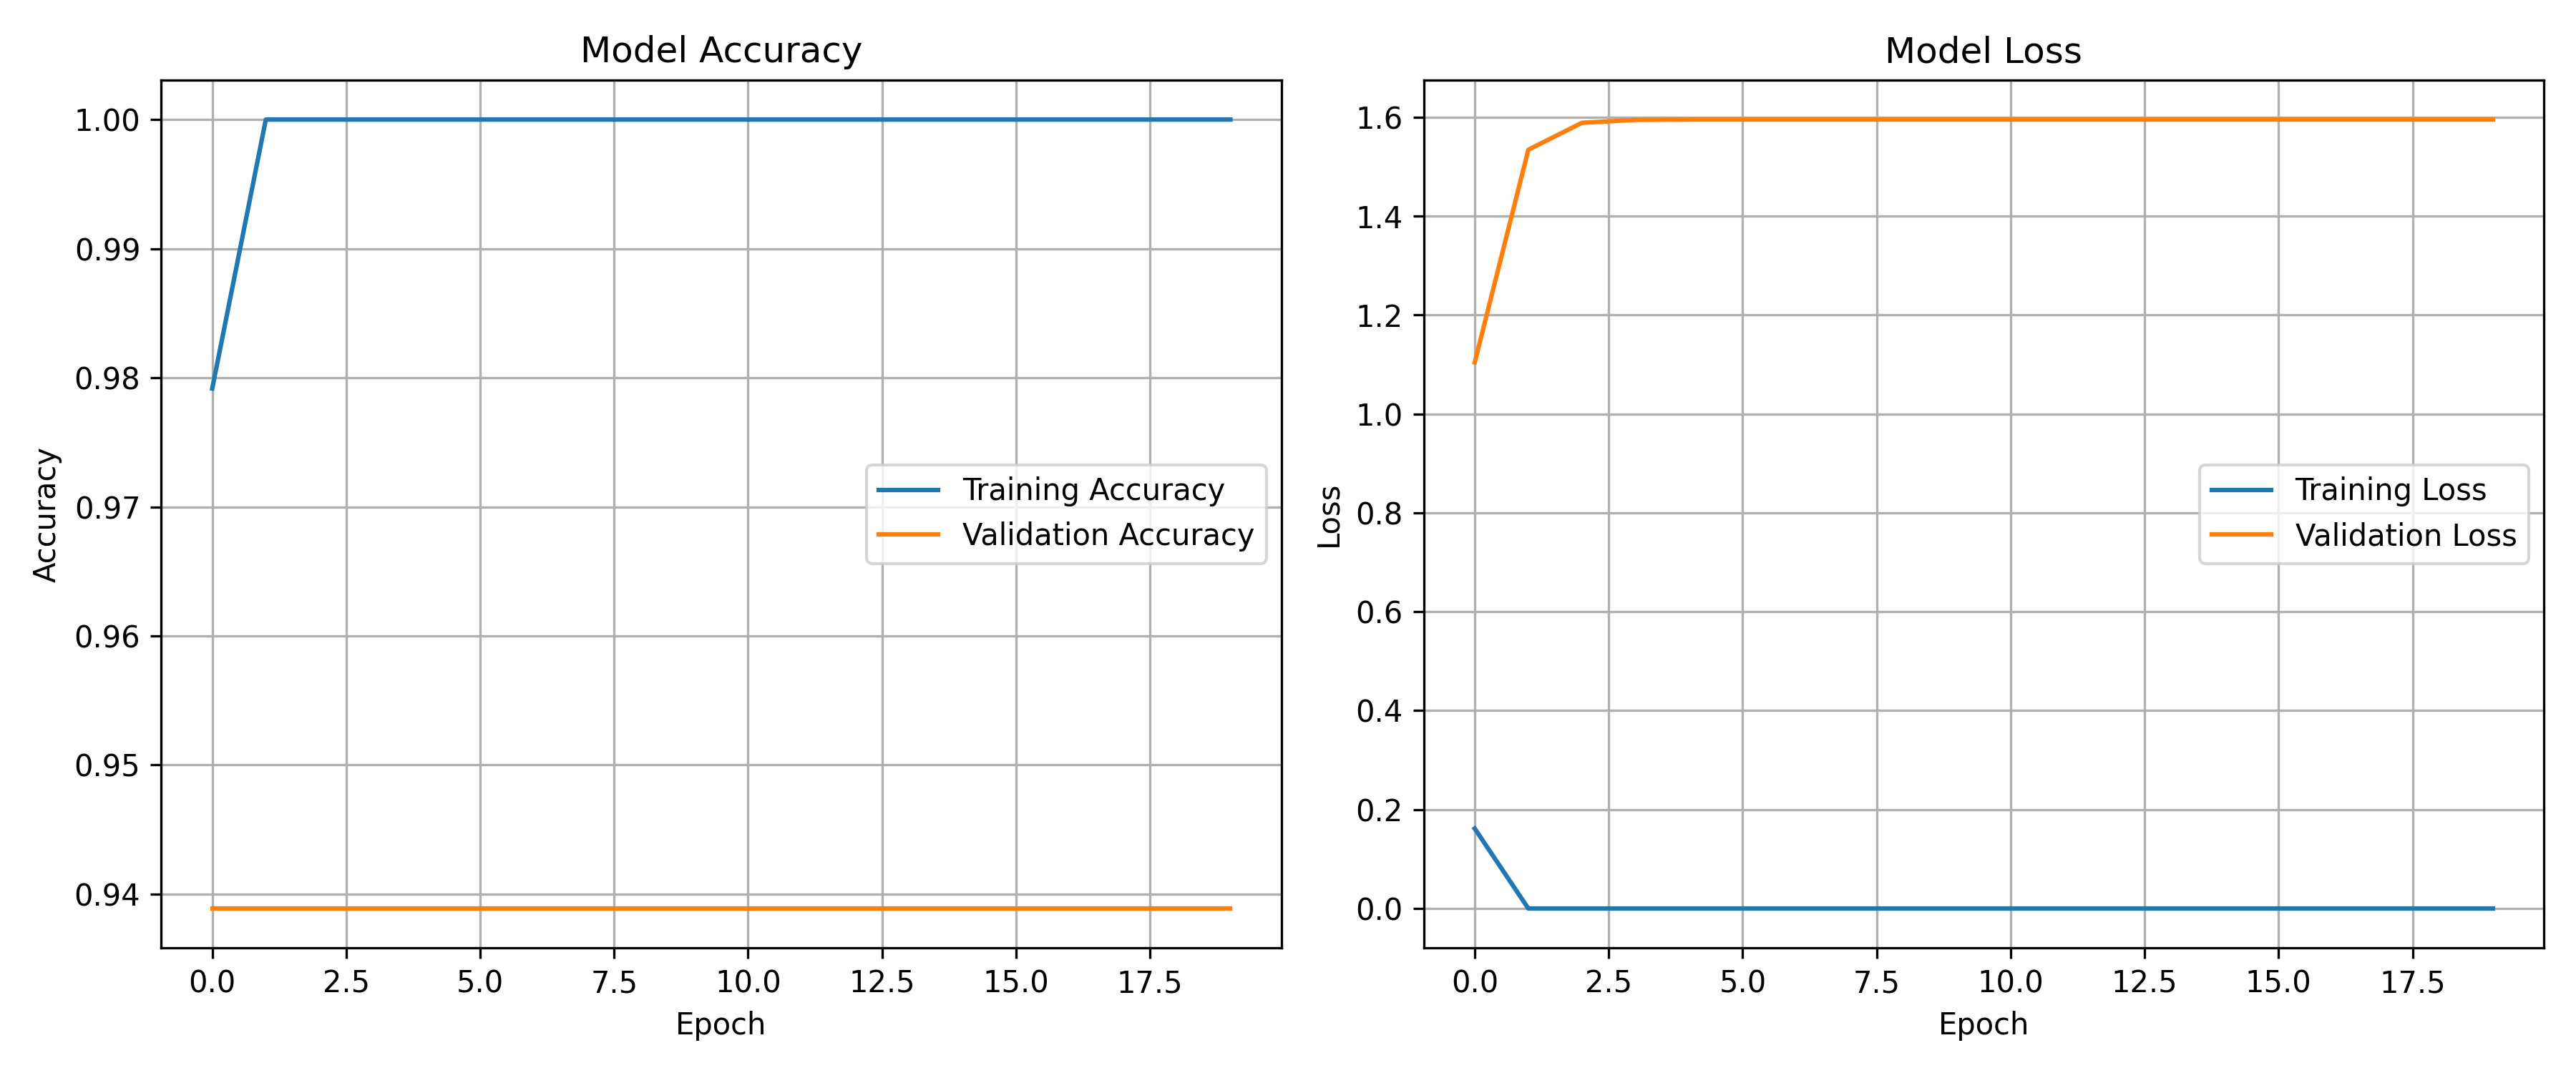 Model Accuracy
1.00
0.99
0.98
0.97
0.96
0.95
0.94
Accuracy
Training Accuracy
Validation Accuracy
0.0 2.5 5.0 7.5 10.0 12.5 15.0 17.5
Epoch
Model Loss
1.6
1.4
1.2
1.0
0.8
0.6
0.4
0.2
0.0
Loss
Training Loss
Validation Loss
0.0 2.5 5.0 7.5 10.0 12.5 15.0 17.5
Epoch